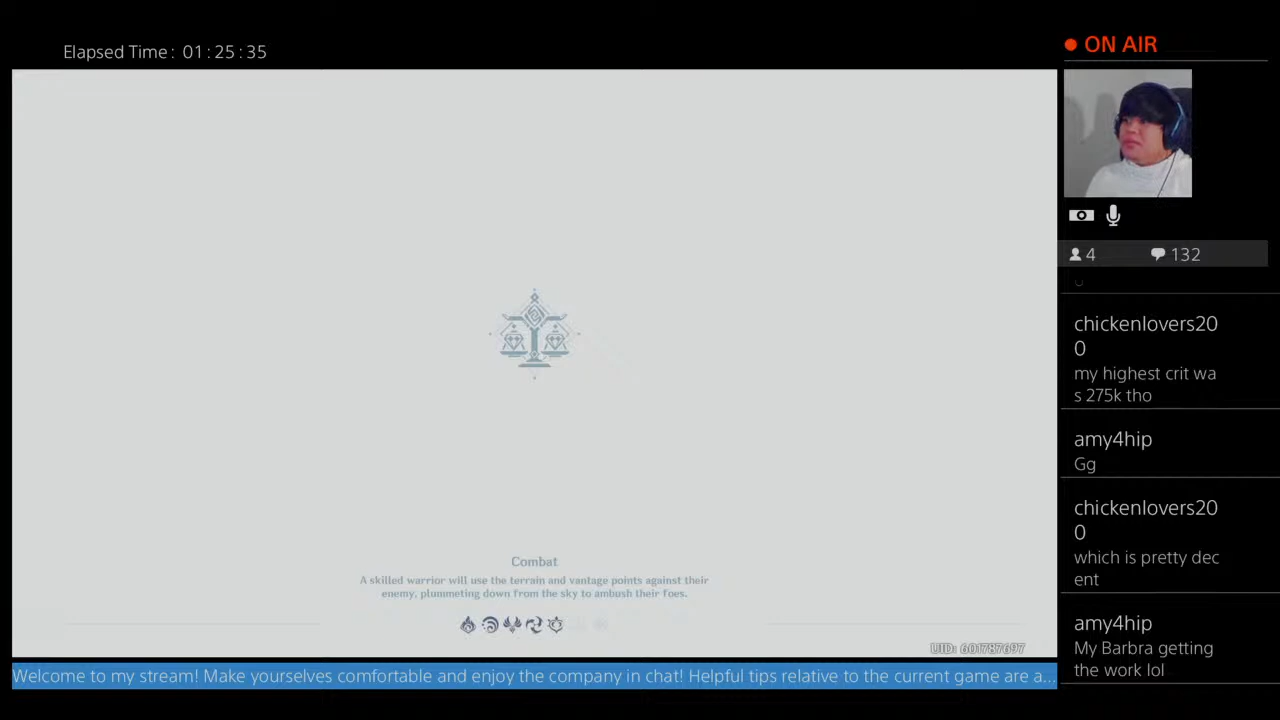 Elapsed Time: 01:25:35
ON AIR
4
132
chickenlovers20
0
my highest crit wa
s 275k tho
amy4hip
Gg
chickenlovers20
0
which is pretty dec
ent
amy4hip
My Barbra getting
the work lol
Combat
A skilled warrior will use the terrain and vantage points against their
enemy, plummeting down from the sky to ambush their foes.
UID: 601787697
Welcome to my stream! Make yourselves comfortable and enjoy the company in chat! Helpful tips relative to the current game are a...